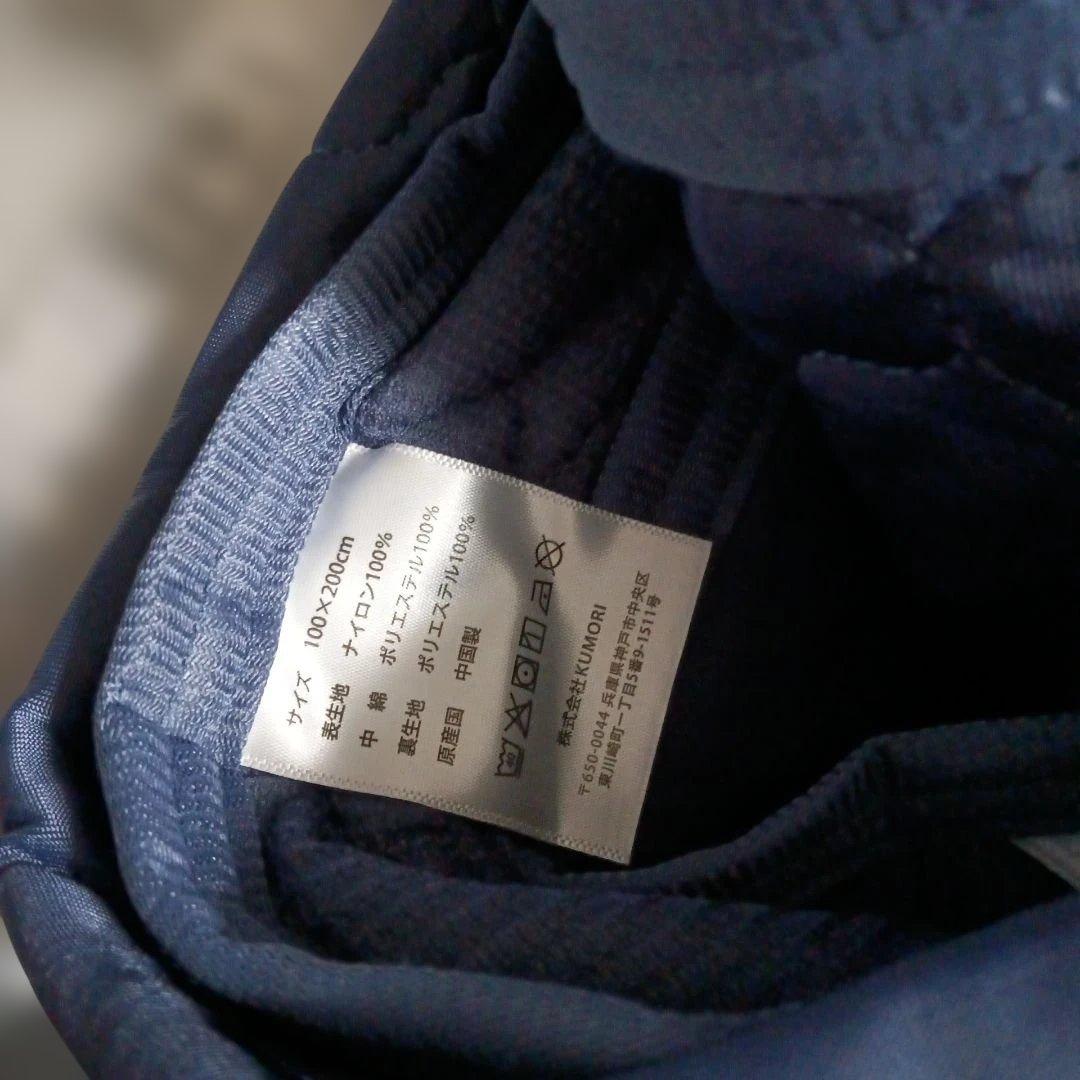 サイズ 100×200cm
表生地 ナイロン100%
中 綿 ポリエステル100%
裏生地 ポリエステル100%
原産国 中国製
40
株式会社KUMORI
〒650-0044 兵庫県神戸市中央区
東川崎町一丁目5番9-1511号